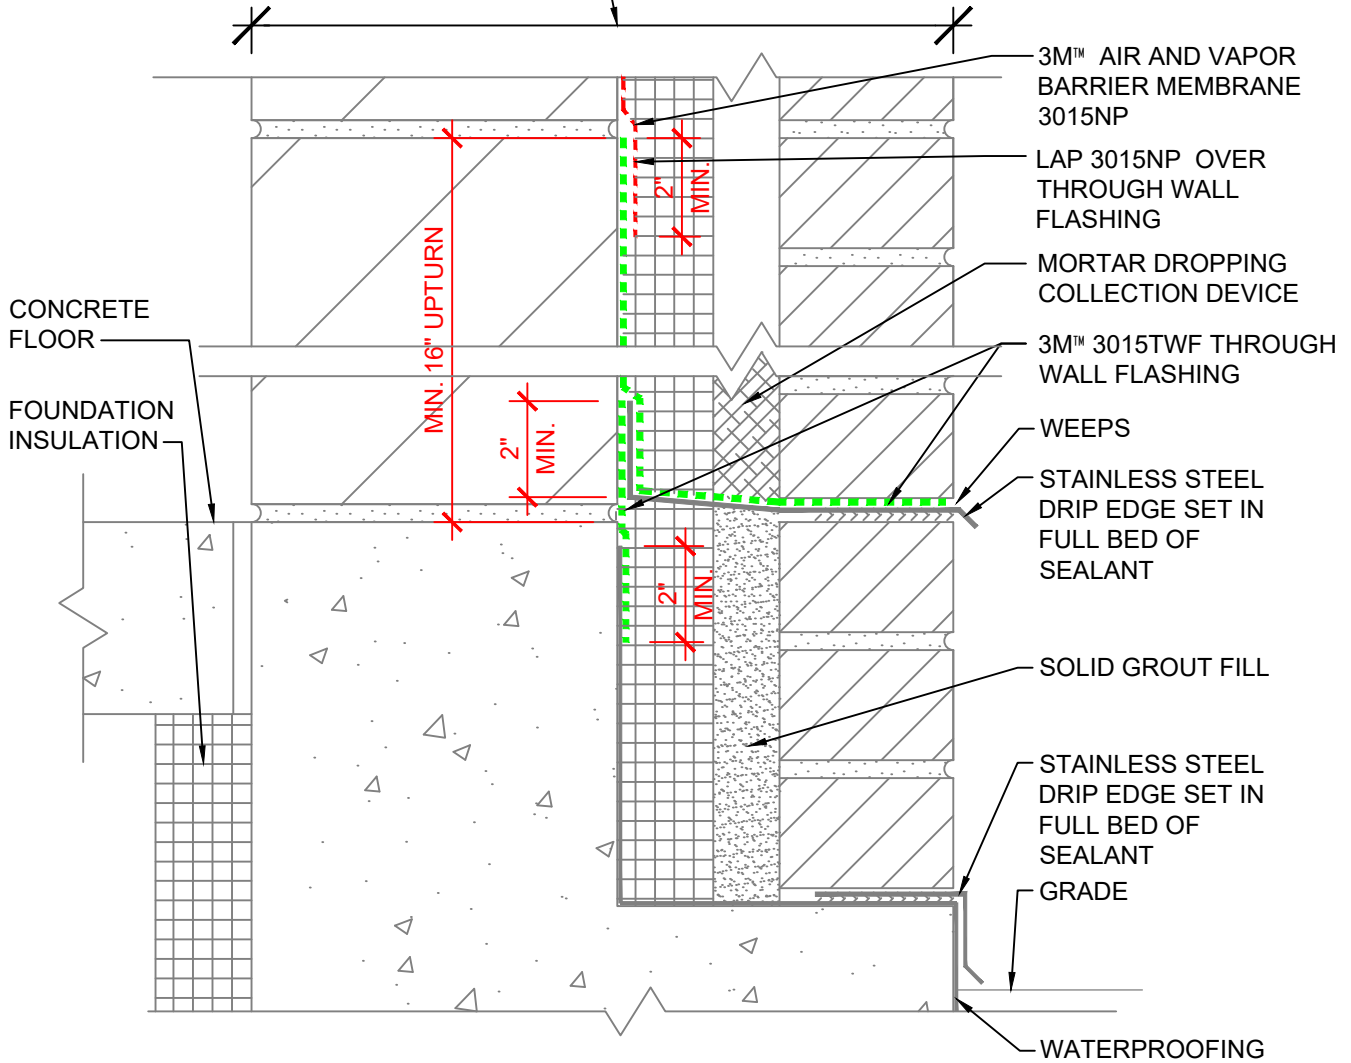 3M™ AIR AND VAPOR
BARRIER MEMBRANE
3015NP
LAP 3015NP OVER
THROUGH WALL
FLASHING
MORTAR DROPPING
COLLECTION DEVICE
3M™ 3015TWF THROUGH
WALL FLASHING
WEEPS
STAINLESS STEEL
DRIP EDGE SET IN
FULL BED OF
SEALANT
SOLID GROUT FILL
STAINLESS STEEL
DRIP EDGE SET IN
FULL BED OF
SEALANT
GRADE
WATERPROOFING
CONCRETE
FLOOR
FOUNDATION
INSULATION
MIN. 16" UPTURN
2"
MIN.
2"
MIN.
2"
MIN.